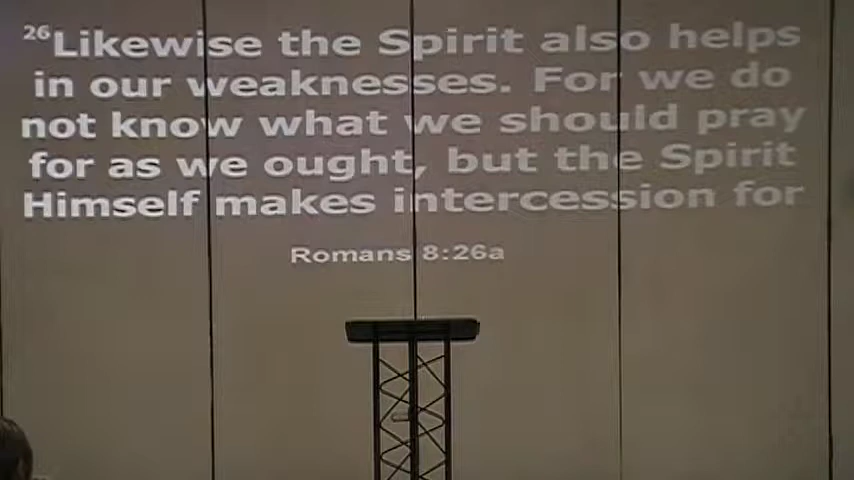 26Likewise the Spirit also helps
in our weaknesses. For we do
not know what we should pray
for as we ought, but the Spirit
Himself makes intercession for
Romans 8:26a